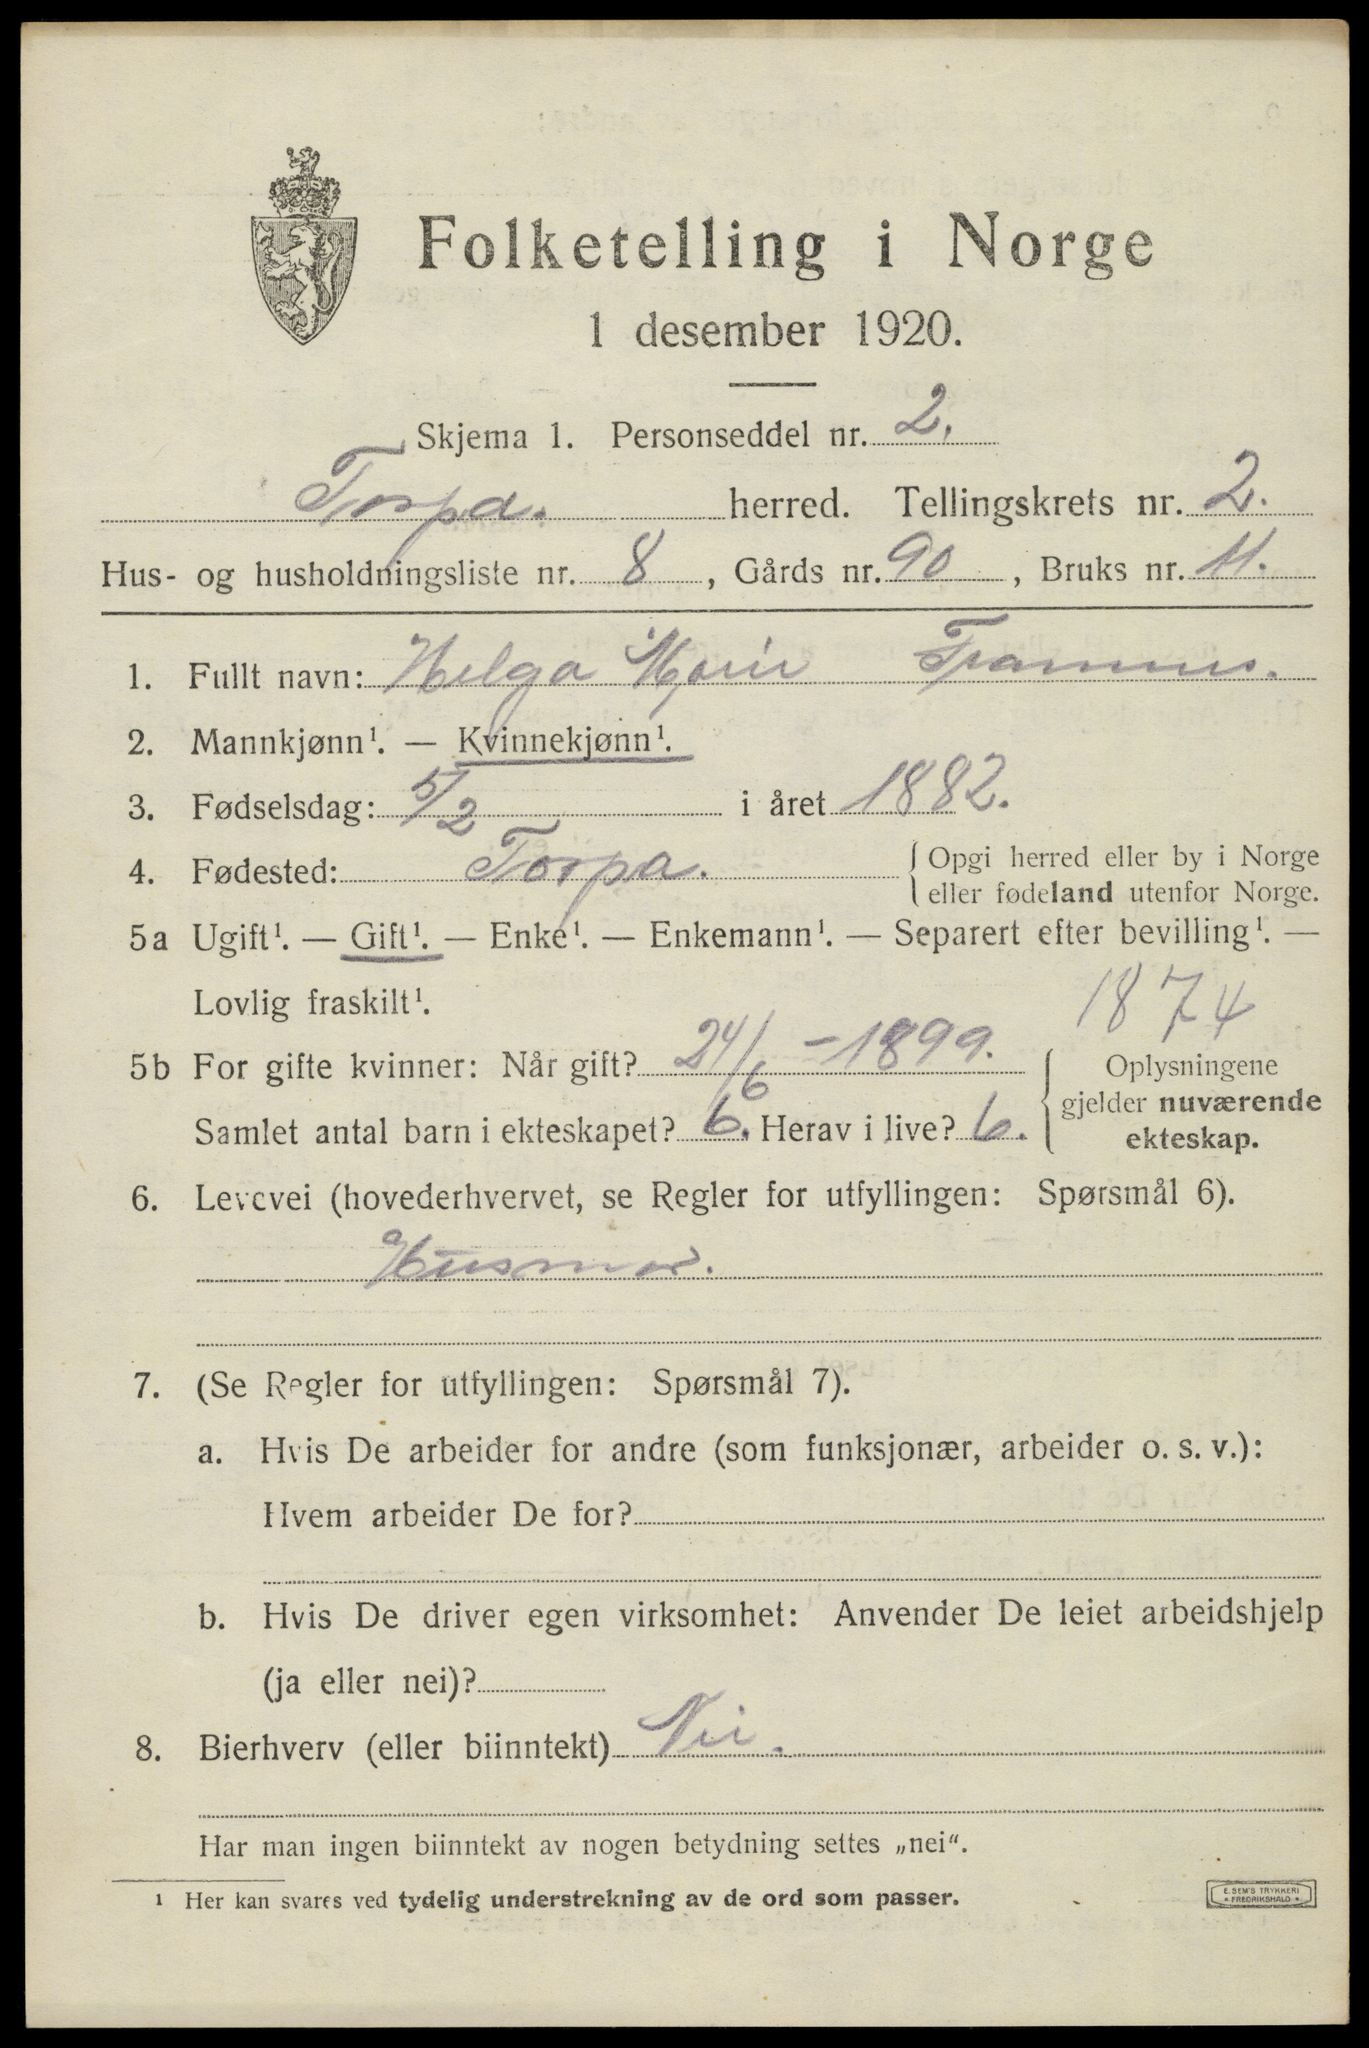 Folketelling i Norge
1 desember 1920.
Skjema 1. Personseddel nr. 2.
Torpa. herred. Tellingskrets nr. 2.
Hus- og husholdningsliste nr. 8, Gårds nr. 90, Bruks nr. 11.
1. Fullt navn: Helga Marie
2. Mannkjønn¹. — Kvinnekjønn¹.
3. Fødselsdag: 5/2 i året 1882.
4. Fødested: Torpa. { Opgi herred eller by i Norge
eller fødeland utenfor Norge.
5a Ugift¹. — Gift¹. — Enke¹. — Enkemann¹. — Separert efter bevilling¹. —
Lovlig fraskilt¹. 1874
5b For gifte kvinner: Når gift? 24/6 - 1899. { Oplysningene
gjelder nuværende
Samlet antal barn i ekteskapet? 6. Herav i live? 6. ekteskap.
6. Levevei (hovederhvervet, se Regler for utfyllingen: Spørsmål 6).
Husmor.
7. (Se Regler for utfyllingen: Spørsmål 7).
a. Hvis De arbeider for andre (som funksjonær, arbeider o. s. v.):
Hvem arbeider De for?
b. Hvis De driver egen virksomhet: Anvender De leiet arbeidshjelp
(ja eller nei)?
8. Bierhverv (eller biinntekt) Nei.
Har man ingen biinntekt av nogen betydning settes „nei“.
¹ Her kan svares ved tydelig understrekning av de ord som passer.
E. SEM'S TRYKKERI
* FREDRIKSHALD *